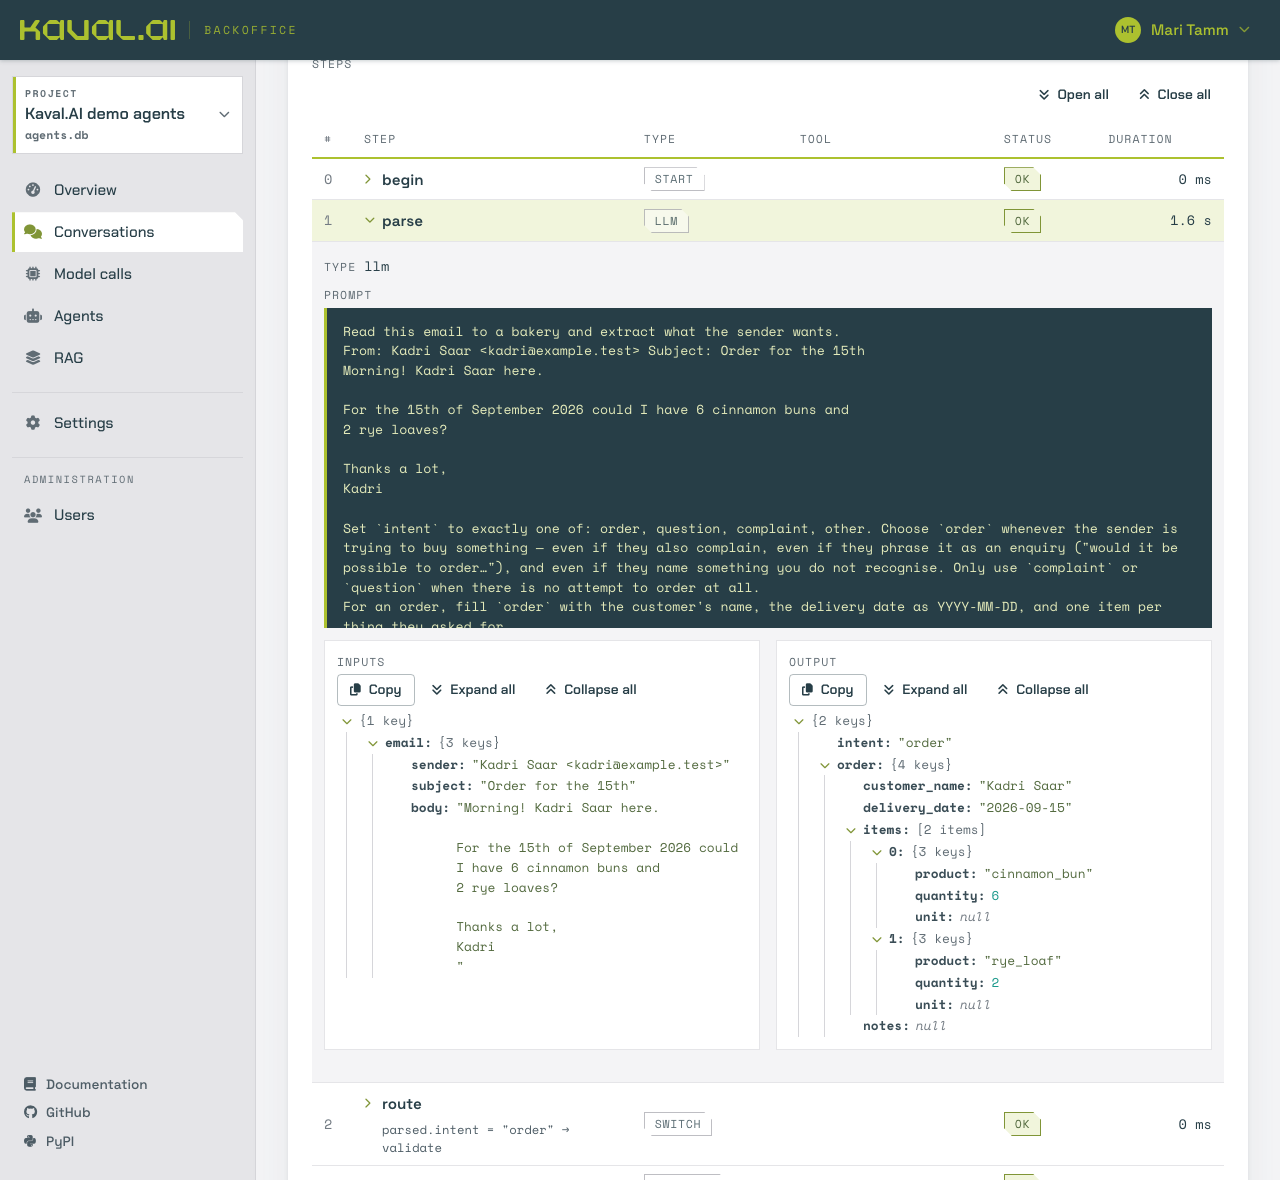 Kaval.AI
BACKOFFICE
MT
Mari Tamm
PROJECT
Kaval.AI demo agents
agents.db
Overview
Conversations
Model calls
Agents
RAG
Settings
ADMINISTRATION
Users
Documentation
GitHub
PyPI
STEPS
Open all
Close all
# STEP TYPE TOOL STATUS DURATION
0 begin START OK 0 ms
1 parse LLM OK 1.6 s
TYPE llm
PROMPT
Read this email to a bakery and extract what the sender wants.
From: Kadri Saar <kadri@example.test> Subject: Order for the 15th
Morning! Kadri Saar here.
For the 15th of September 2026 could I have 6 cinnamon buns and
2 rye loaves?
Thanks a lot,
Kadri
Set `intent` to exactly one of: order, question, complaint, other. Choose `order` whenever the sender is
trying to buy something — even if they also complain, even if they phrase it as an enquiry ("would it be
possible to order…"), and even if they name something you do not recognise. Only use `complaint` or
`question` when there is no attempt to order at all.
For an order, fill `order` with the customer's name, the delivery date as YYYY-MM-DD, and one item per
thing they asked for
INPUTS
Copy
Expand all
Collapse all
{1 key}
email: {3 keys}
sender: "Kadri Saar <kadri@example.test>"
subject: "Order for the 15th"
body: "Morning! Kadri Saar here.
For the 15th of September 2026 could
I have 6 cinnamon buns and
2 rye loaves?
Thanks a lot,
Kadri
"
OUTPUT
Copy
Expand all
Collapse all
{2 keys}
intent: "order"
order: {4 keys}
customer_name: "Kadri Saar"
delivery_date: "2026-09-15"
items: [2 items]
0: {3 keys}
product: "cinnamon_bun"
quantity: 6
unit: null
1: {3 keys}
product: "rye_loaf"
quantity: 2
unit: null
notes: null
2 route SWITCH OK 0 ms
parsed.intent = "order" →
validate